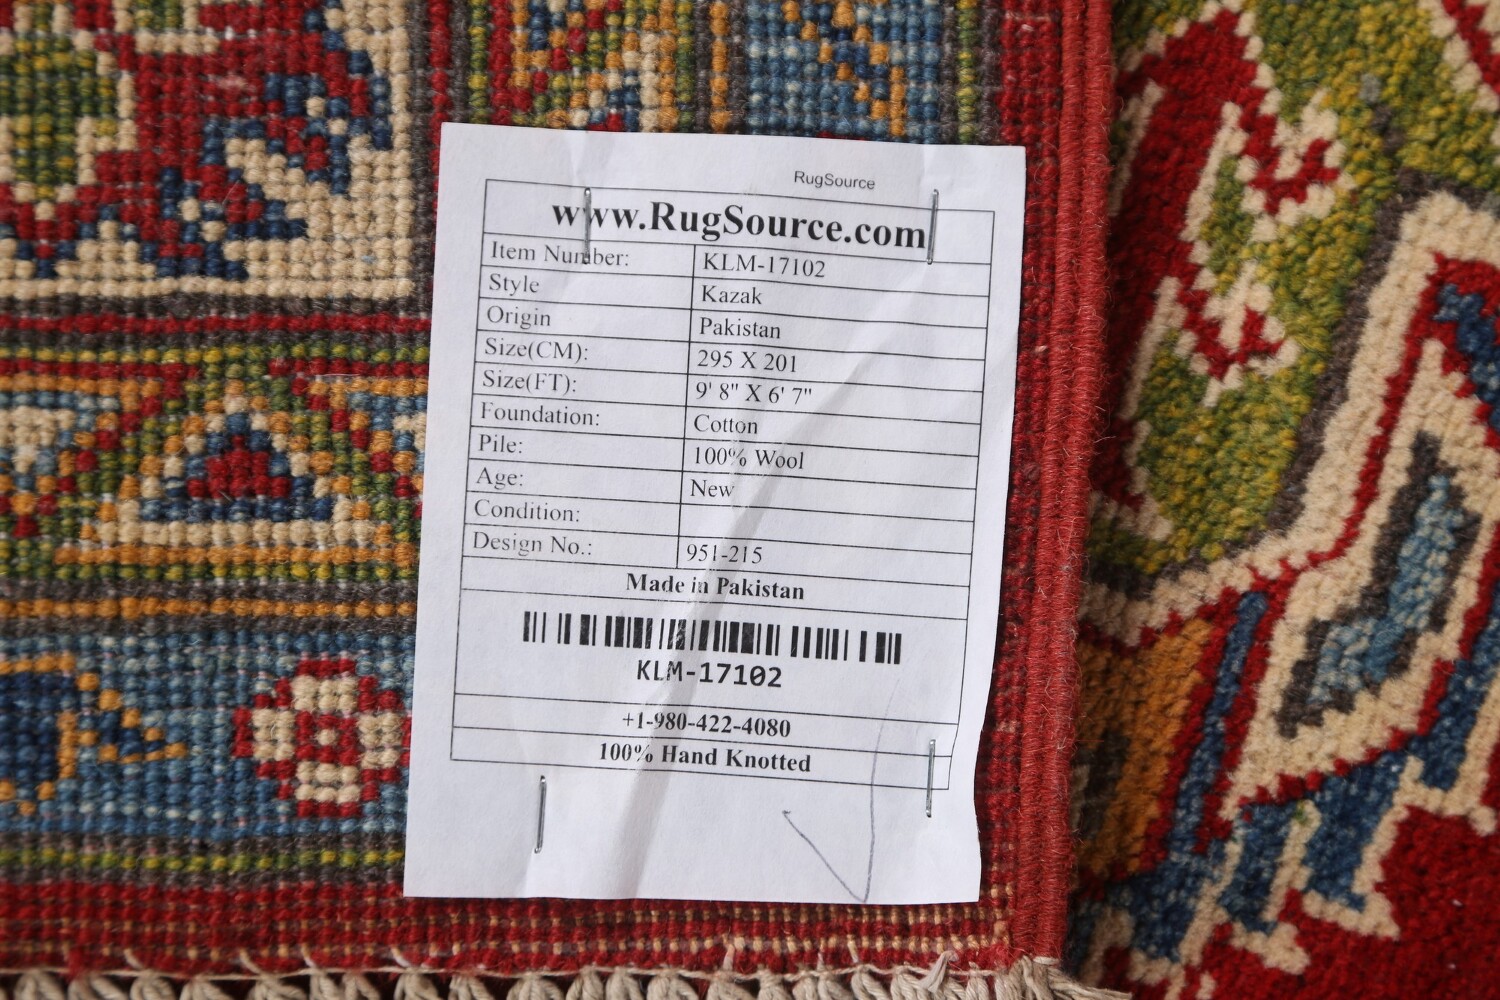 RugSource
www.RugSource.com
Item Number: KLM-17102
Style Kazak
Origin Pakistan
Size(CM): 295 X 201
Size(FT): 9' 8" X 6' 7"
Foundation: Cotton
Pile: 100% Wool
Age: New
Condition:
Design No.: 951-215
Made in Pakistan
KLM-17102
+1-980-422-4080
100% Hand Knotted